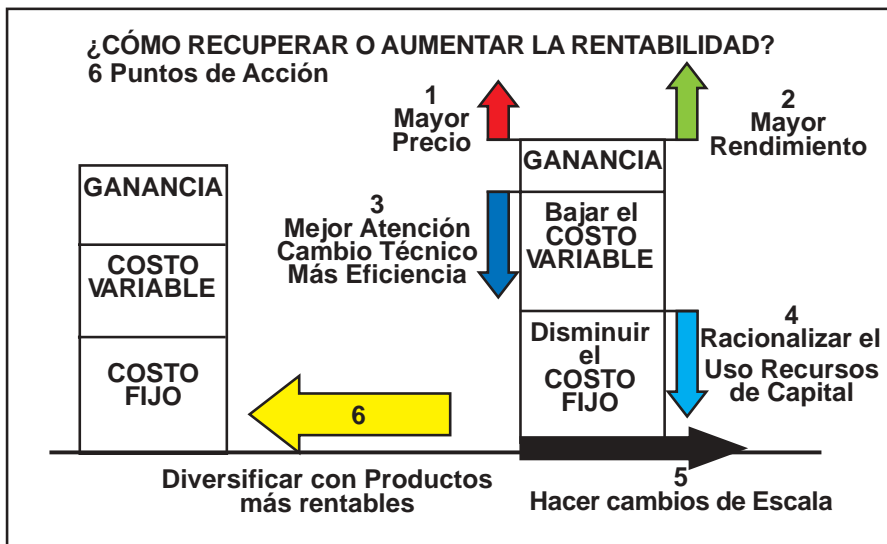 ¿CÓMO RECUPERAR O AUMENTAR LA RENTABILIDAD?
6 Puntos de Acción
1
Mayor
Precio
2
Mayor
Rendimiento
GANANCIA
COSTO
VARIABLE
COSTO
FIJO
3
Mejor Atención
Cambio Técnico
Más Eficiencia
GANANCIA
Bajar el
COSTO
VARIABLE
Disminuir
el
COSTO
FIJO
4
Racionalizar el
Uso Recursos
de Capital
6
Diversificar con Productos
más rentables
5
Hacer cambios de Escala